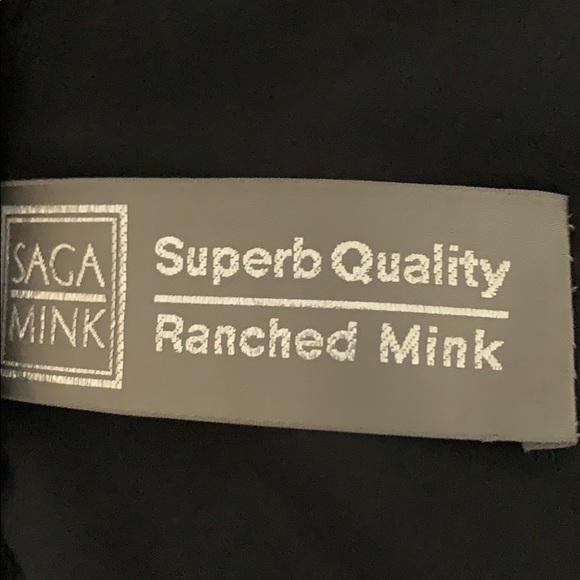 SAGA
MINK
Superb Quality
Ranched Mink